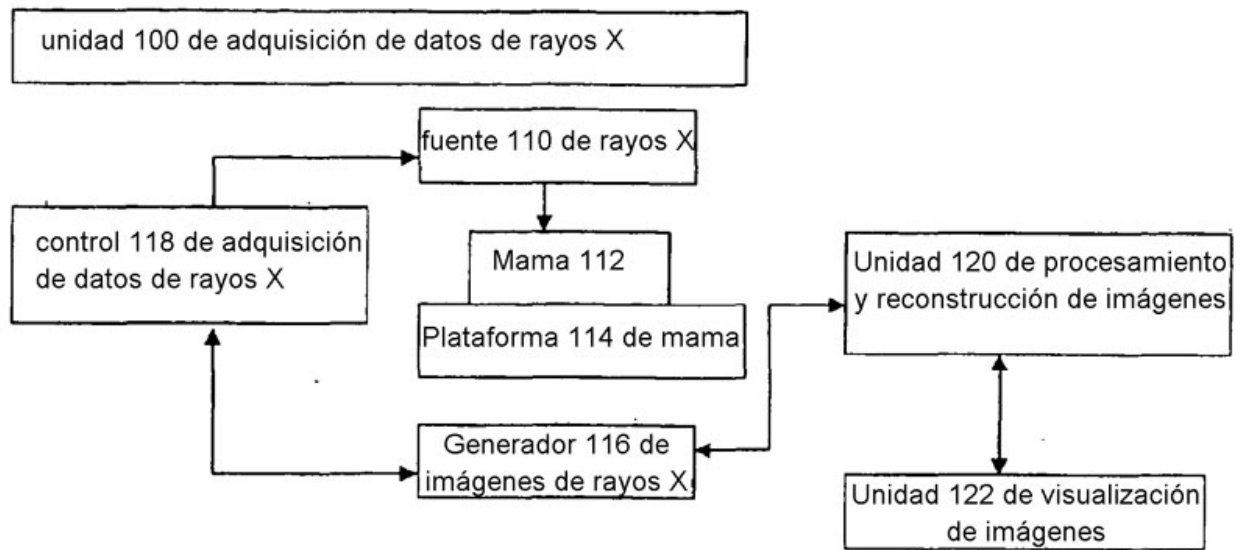 unidad 100 de adquisición de datos de rayos X
fuente 110 de rayos X
control 118 de adquisición
de datos de rayos X
Mama 112
Plataforma 114 de mama
Generador 116 de
imágenes de rayos X
Unidad 120 de procesamiento
y reconstrucción de imágenes
Unidad 122 de visualización
de imágenes